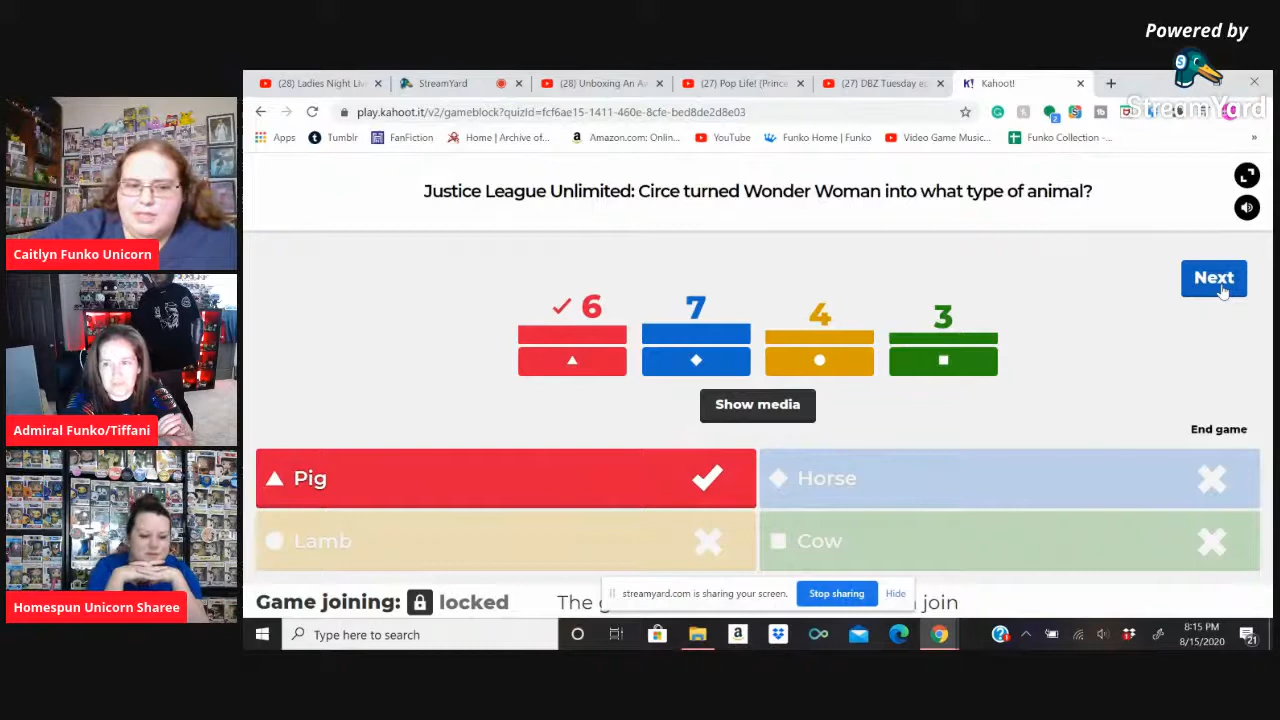 Powered by
StreamYard
(28) Ladies Night Liv
StreamYard
(28) Unboxing An Aw
(27) Pop Life! (Prince
(27) DBZ Tuesday es
K! Kahoot!
play.kahoot.it/v2/gameblock?quizId=fcf6ae15-1411-460e-8cfe-bed8de2d8e03
Apps
Tumblr
FanFiction
Home | Archive of...
Amazon.com: Onlin...
YouTube
Funko Home | Funko
Video Game Music...
Funko Collection -...
Justice League Unlimited: Circe turned Wonder Woman into what type of animal?
Next
6
7
4
3
Show media
End game
Pig
Horse
Lamb
Cow
Game joining: locked
The
join
streamyard.com is sharing your screen.
Stop sharing
Hide
Type here to search
8:15 PM
8/15/2020
21
Caitlyn Funko Unicorn
Admiral Funko/Tiffani
Homespun Unicorn Sharee